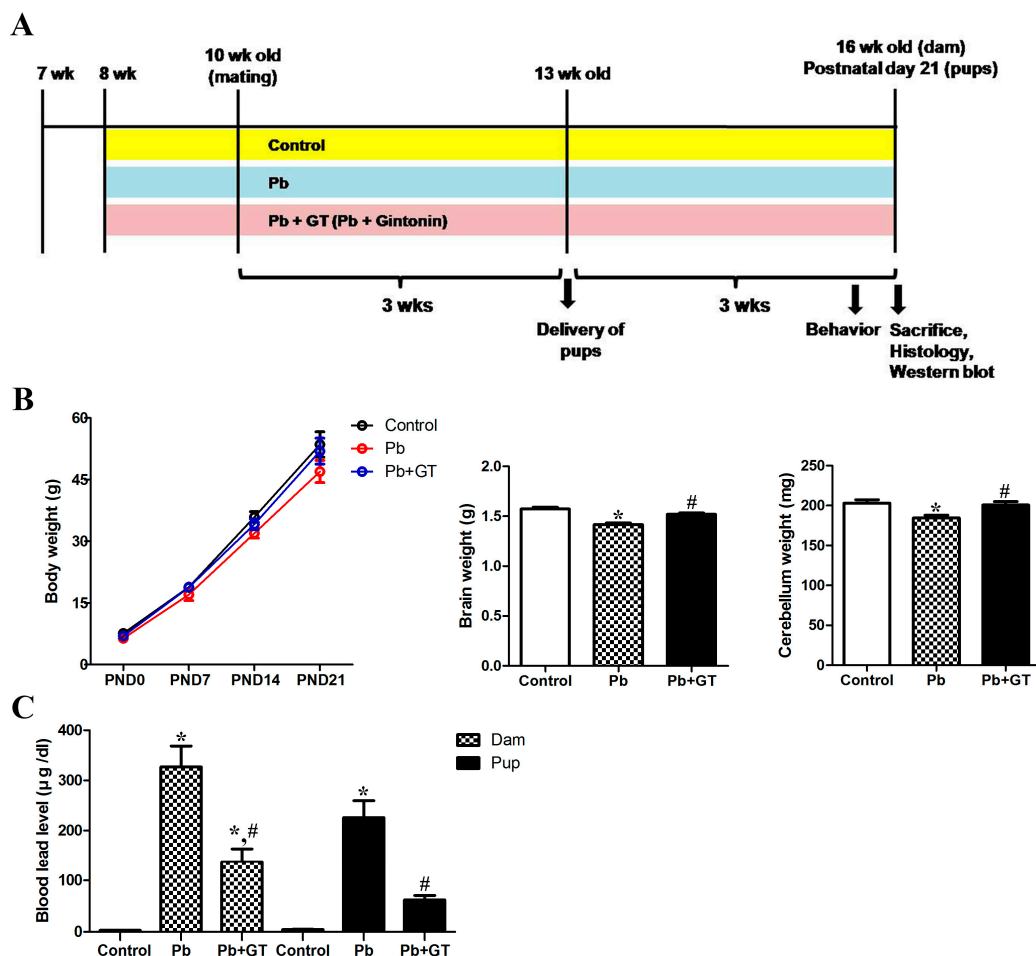 A
7 wk
8 wk
10 wk old
(mating)
13 wk old
16 wk old (dam)
Postnatal day 21 (pups)
Control
Pb
Pb + GT (Pb + Gintonin)
3 wks
3 wks
Delivery of
pups
Behavior
Sacrifice,
Histology,
Western blot
B
Body weight (g)
60
45
30
15
0
PND0 PND7 PND14 PND21
Control
Pb
Pb+GT
Brain weight (g)
2.0
1.5
1.0
0.5
0.0
*
#
Control Pb Pb+GT
Cerebellum weight (mg)
250
200
150
100
50
0
*
#
Control Pb Pb+GT
C
Blood lead level (μg /dl)
400
300
200
100
0
*
*,#
*
#
Control Pb Pb+GT Control Pb Pb+GT
Dam
Pup